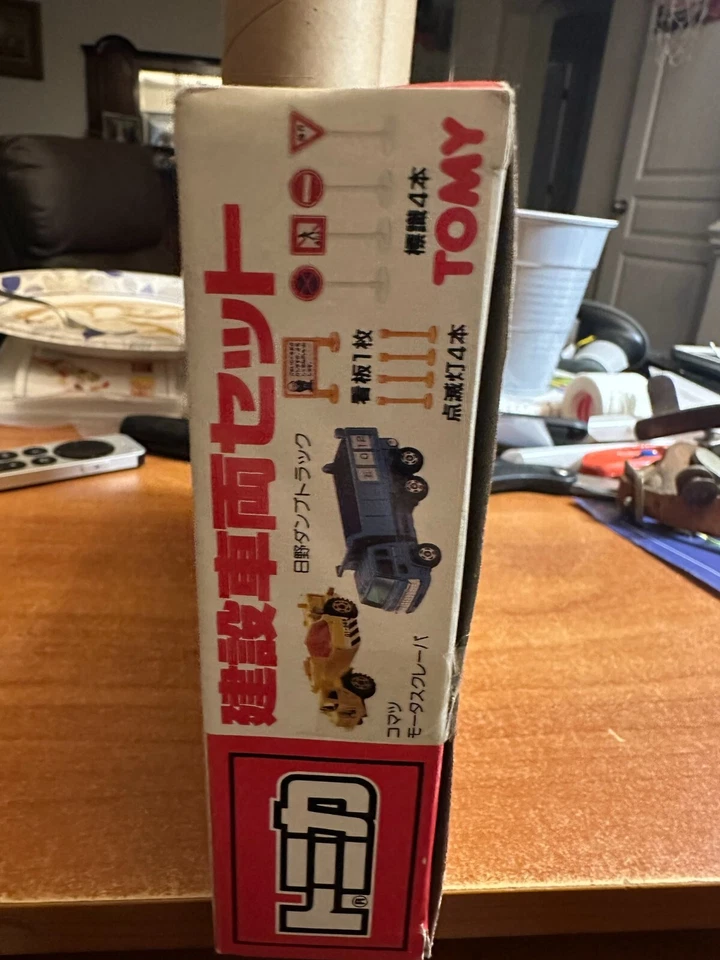 トミカ®
建設車両セット
コマツ
モータスクレーパ
日野ダンプトラック
看板1枚
点滅灯4本
標識4本
TOMY